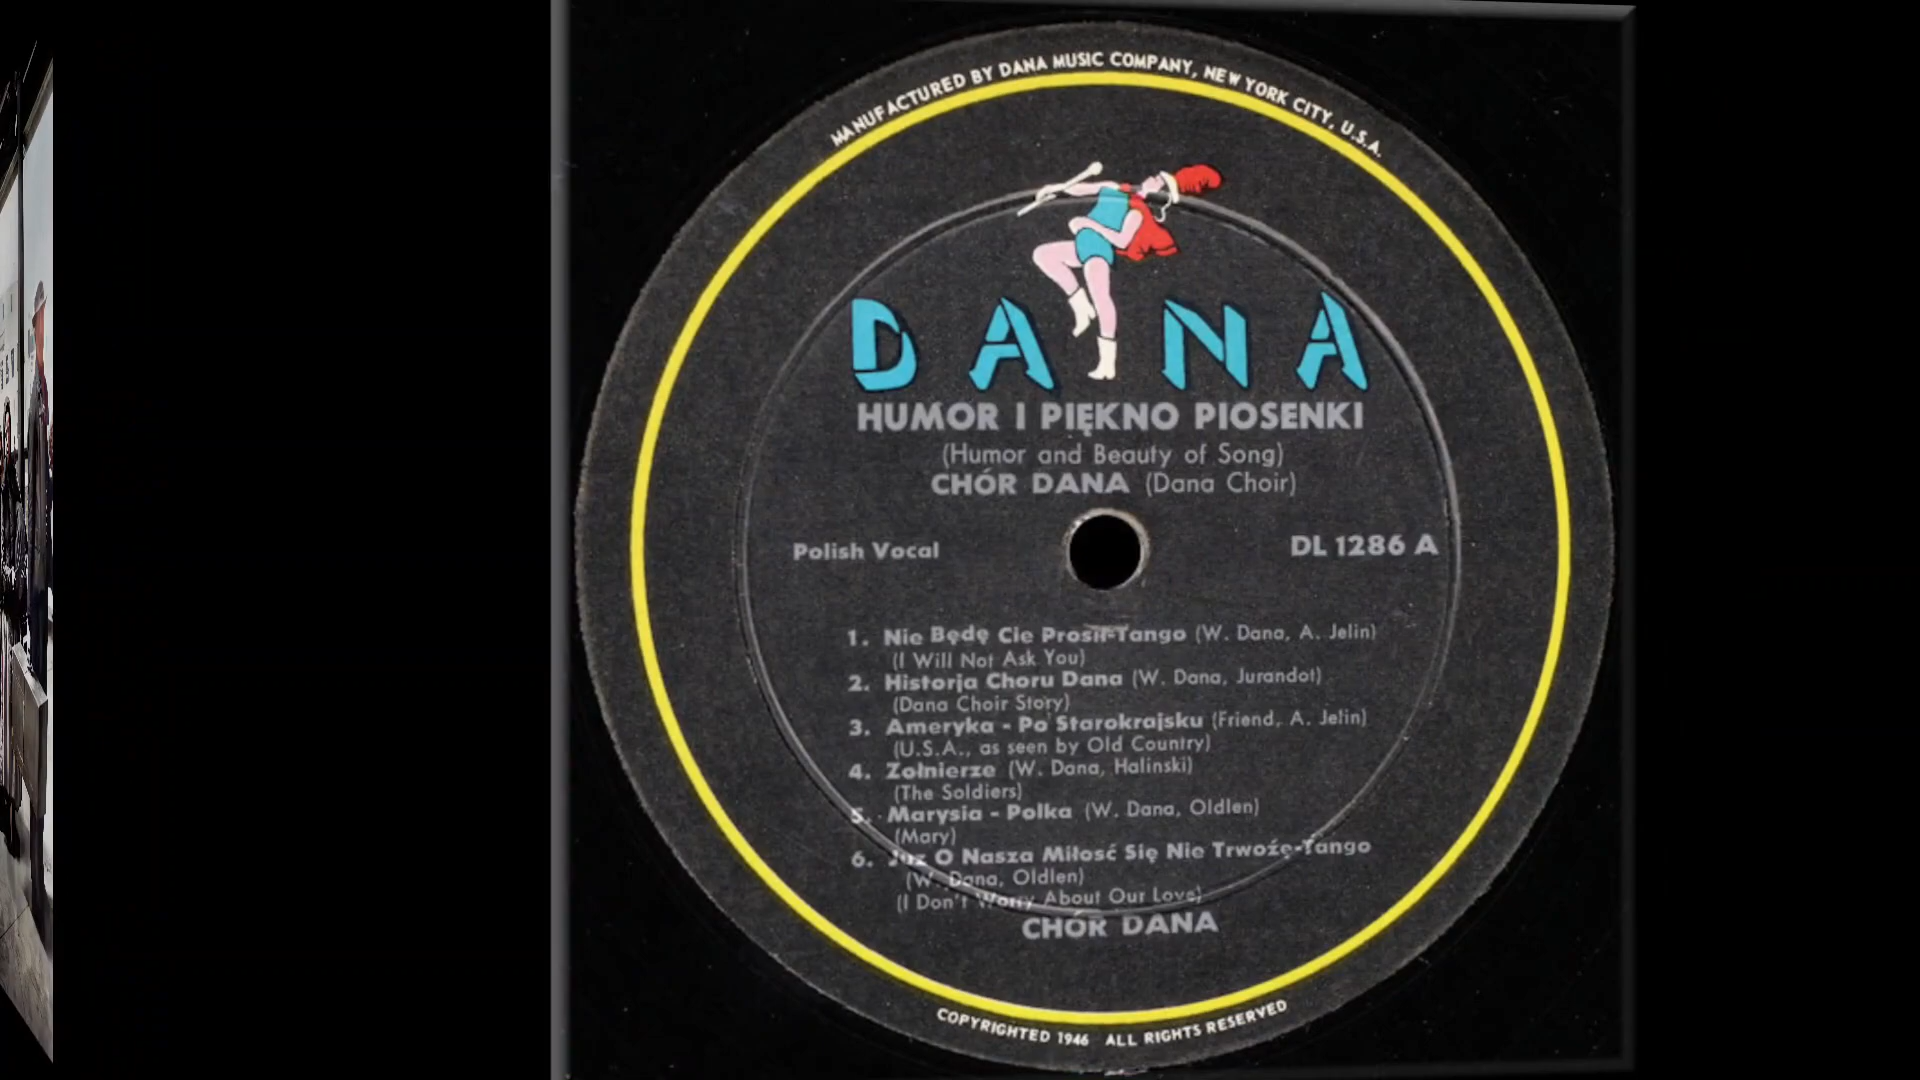 MANUFACTURED BY DANA MUSIC COMPANY, NEW YORK CITY, U.S.A.
DANA
HUMOR I PIĘKNO PIOSENKI
(Humor and Beauty of Song)
CHÓR DANA (Dana Choir)
Polish Vocal
DL 1286 A
1. Nie Będę Cie Prosił-Tango (W. Dana, A. Jelin)
(I Will Not Ask You)
2. Historja Choru Dana (W. Dana, Jurandot)
(Dana Choir Story)
3. Ameryka - Po Starokrajsku (Friend, A. Jelin)
(U.S.A., as seen by Old Country)
4. Zołnierze (W. Dana, Halinski)
(The Soldiers)
5. Marysia - Polka (W. Dana, Oldlen)
(Mary)
6. Juz O Nasza Miłosć Się Nie Trwożę-Tango
(W. Dana, Oldlen)
(I Don't Worry About Our Love)
CHÓR DANA
COPYRIGHTED 1946 ALL RIGHTS RESERVED